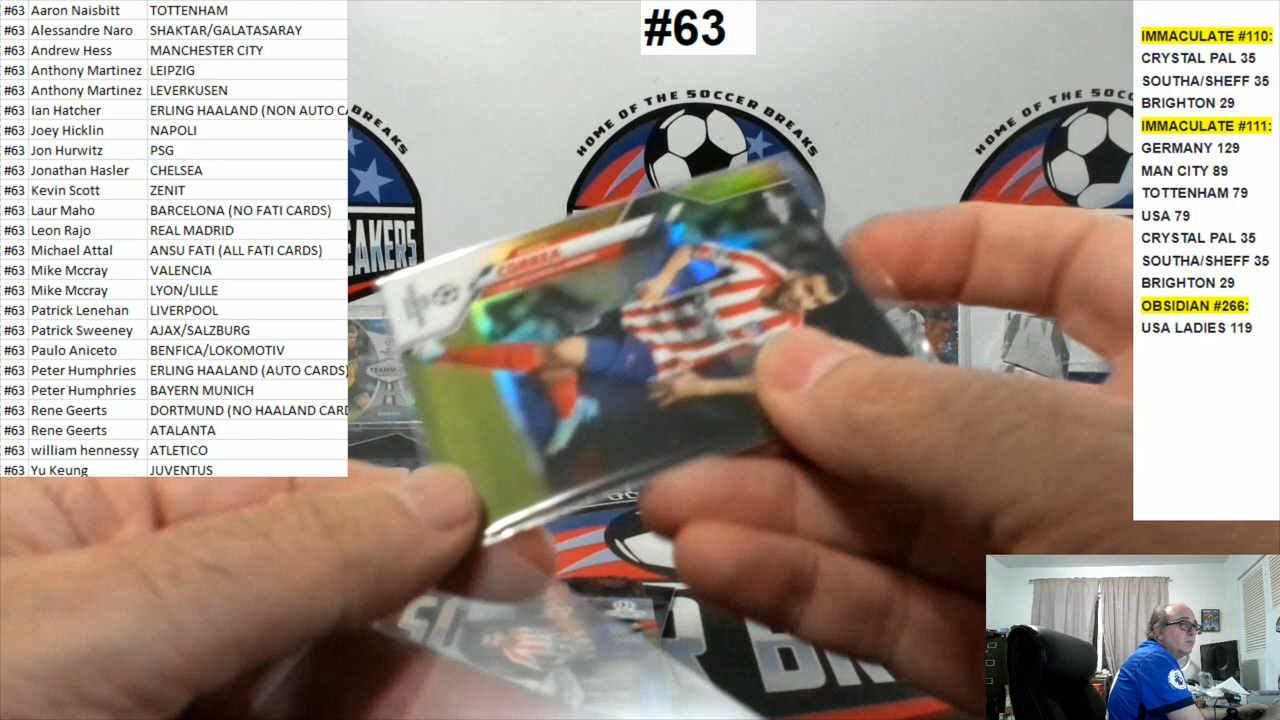 #63 Aaron Naisbitt TOTTENHAM
#63 Alessandre Naro SHAKTAR/GALATASARAY
#63 Andrew Hess MANCHESTER CITY
#63 Anthony Martinez LEIPZIG
#63 Anthony Martinez LEVERKUSEN
#63 Ian Hatcher ERLING HAALAND (NON AUTO CA
#63 Joey Hicklin NAPOLI
#63 Jon Hurwitz PSG
#63 Jonathan Hasler CHELSEA
#63 Kevin Scott ZENIT
#63 Laur Maho BARCELONA (NO FATI CARDS)
#63 Leon Rajo REAL MADRID
#63 Michael Attal ANSU FATI (ALL FATI CARDS)
#63 Mike Mccray VALENCIA
#63 Mike Mccray LYON/LILLE
#63 Patrick Lenehan LIVERPOOL
#63 Patrick Sweeney AJAX/SALZBURG
#63 Paulo Aniceto BENFICA/LOKOMOTIV
#63 Peter Humphries ERLING HAALAND (AUTO CARDS)
#63 Peter Humphries BAYERN MUNICH
#63 Rene Geerts DORTMUND (NO HAALAND CARD
#63 Rene Geerts ATALANTA
#63 william hennessy ATLETICO
#63 Yu Keung JUVENTUS
#63
HOME OF THE SOCCER BREAKS
HOME OF THE SOCCER
BREAKS
EAKERS
CORREA
IMMACULATE #110:
CRYSTAL PAL 35
SOUTHA/SHEFF 35
BRIGHTON 29
IMMACULATE #111:
GERMANY 129
MAN CITY 89
TOTTENHAM 79
USA 79
CRYSTAL PAL 35
SOUTHA/SHEFF 35
BRIGHTON 29
OBSIDIAN #266:
USA LADIES 119